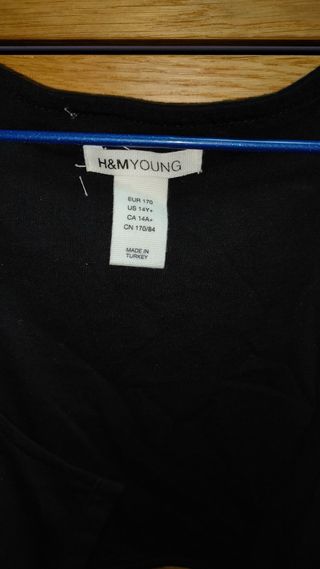 H&MYOUNG
EUR 170
US 14Y+
CA 14A+
CN 170/84
MADE IN
TURKEY